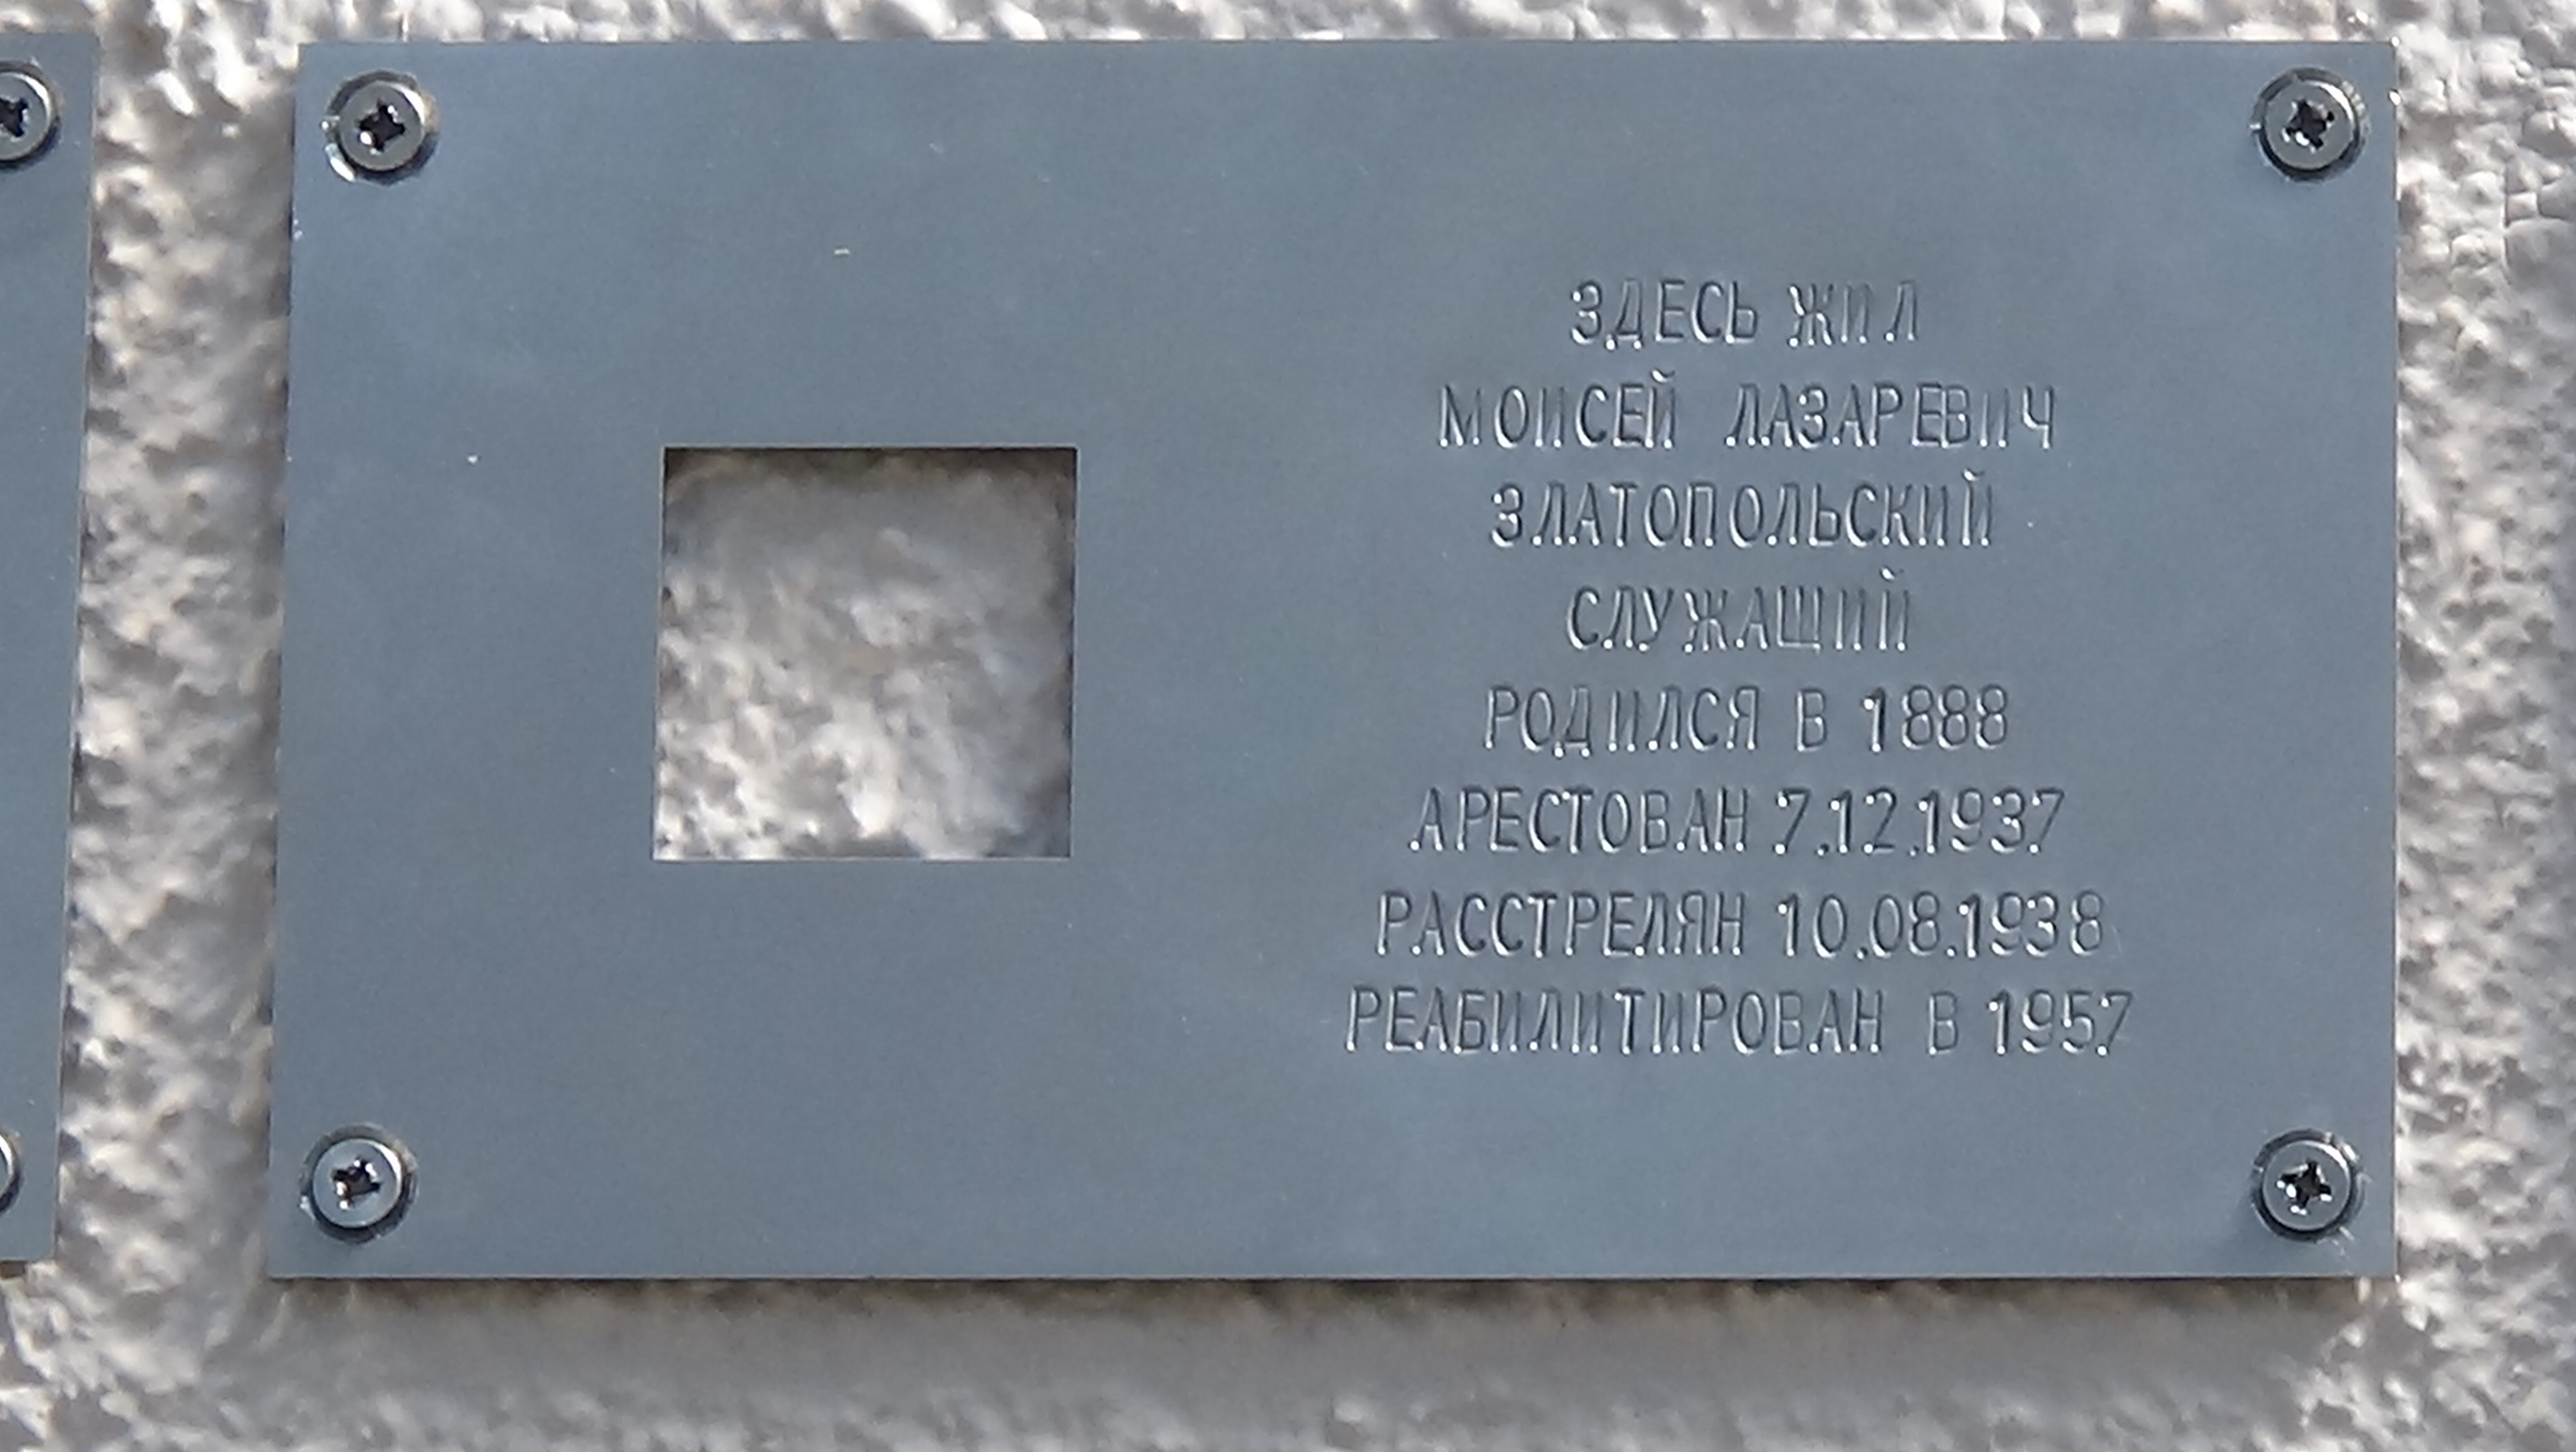 ЗДЕСЬ ЖИЛ
МОИСЕЙ ЛАЗАРЕВИЧ
ЗЛАТОПОЛЬСКИЙ
СЛУЖАЩИЙ
РОДИЛСЯ В 1888
АРЕСТОВАН 7.12.1937
РАССТРЕЛЯН 10.08.1938
РЕАБИЛИТИРОВАН В 1957